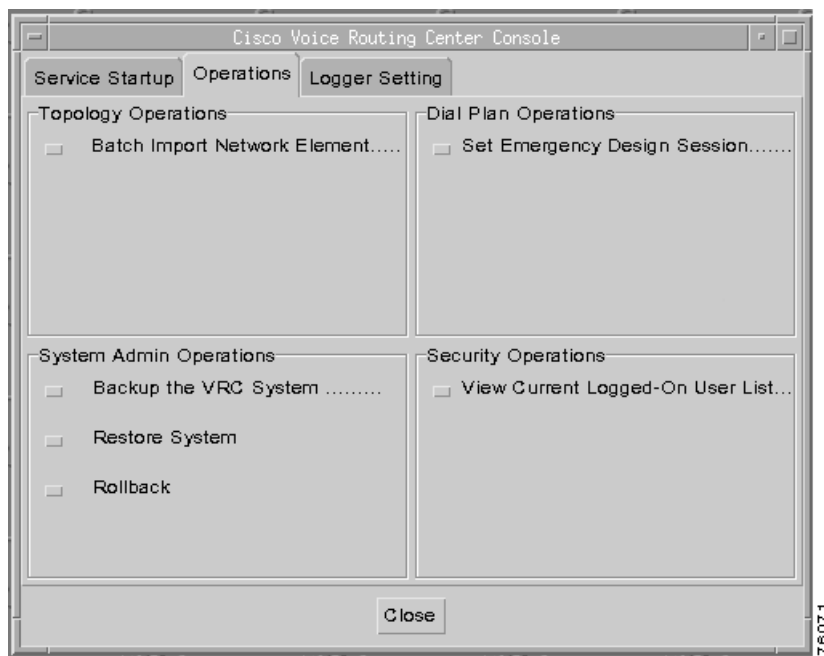 Cisco Voice Routing Center Console
Service Startup Operations Logger Setting
Topology Operations
Batch Import Network Element.....
Dial Plan Operations
Set Emergency Design Session.......
System Admin Operations
Backup the VRC System .........
Restore System
Rollback
Security Operations
View Current Logged-On User List...
Close
76071